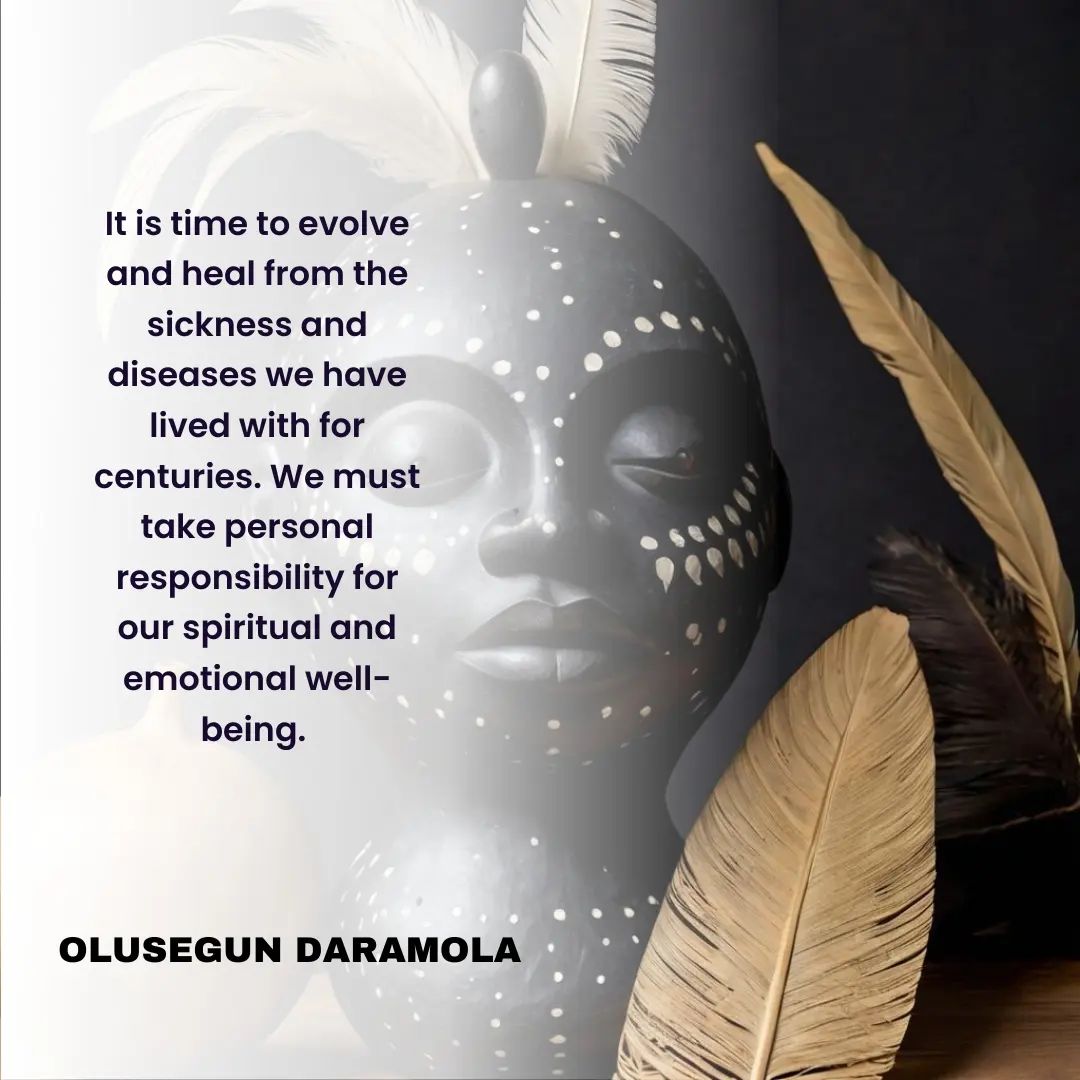 It is time to evolve
and heal from the
sickness and
diseases we have
lived with for
centuries. We must
take personal
responsibility for
our spiritual and
emotional well-
being.
OLUSEGUN DARAMOLA